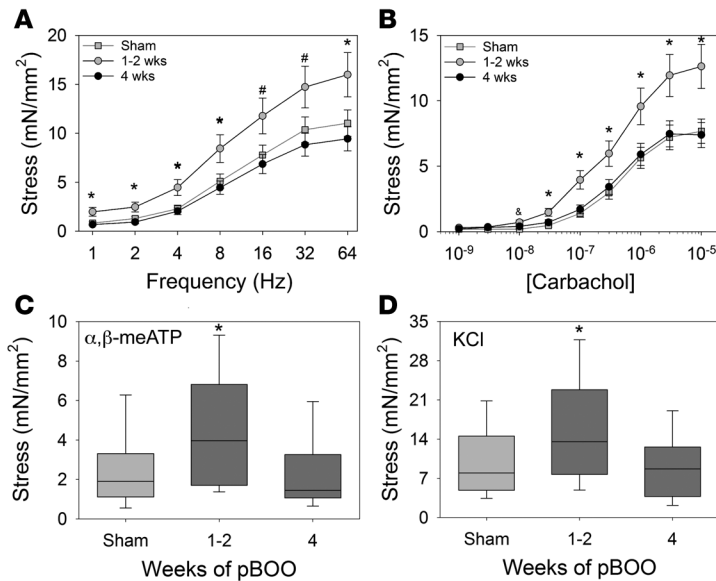 A
Stress (mN/mm²)
20
15
10
5
0
Sham
1-2 wks
4 wks
* * * * # # *
1 2 4 8 16 32 64
Frequency (Hz)
B
Stress (mN/mm²)
15
10
5
0
Sham
1-2 wks
4 wks
& * * * * * *
10⁻⁹ 10⁻⁸ 10⁻⁷ 10⁻⁶ 10⁻⁵
[Carbachol]
C
Stress (mN/mm²)
10
8
6
4
2
0
α,β-meATP
*
Sham 1-2 4
Weeks of pBOO
D
Stress (mN/mm²)
35
28
21
14
7
0
KCl
*
Sham 1-2 4
Weeks of pBOO